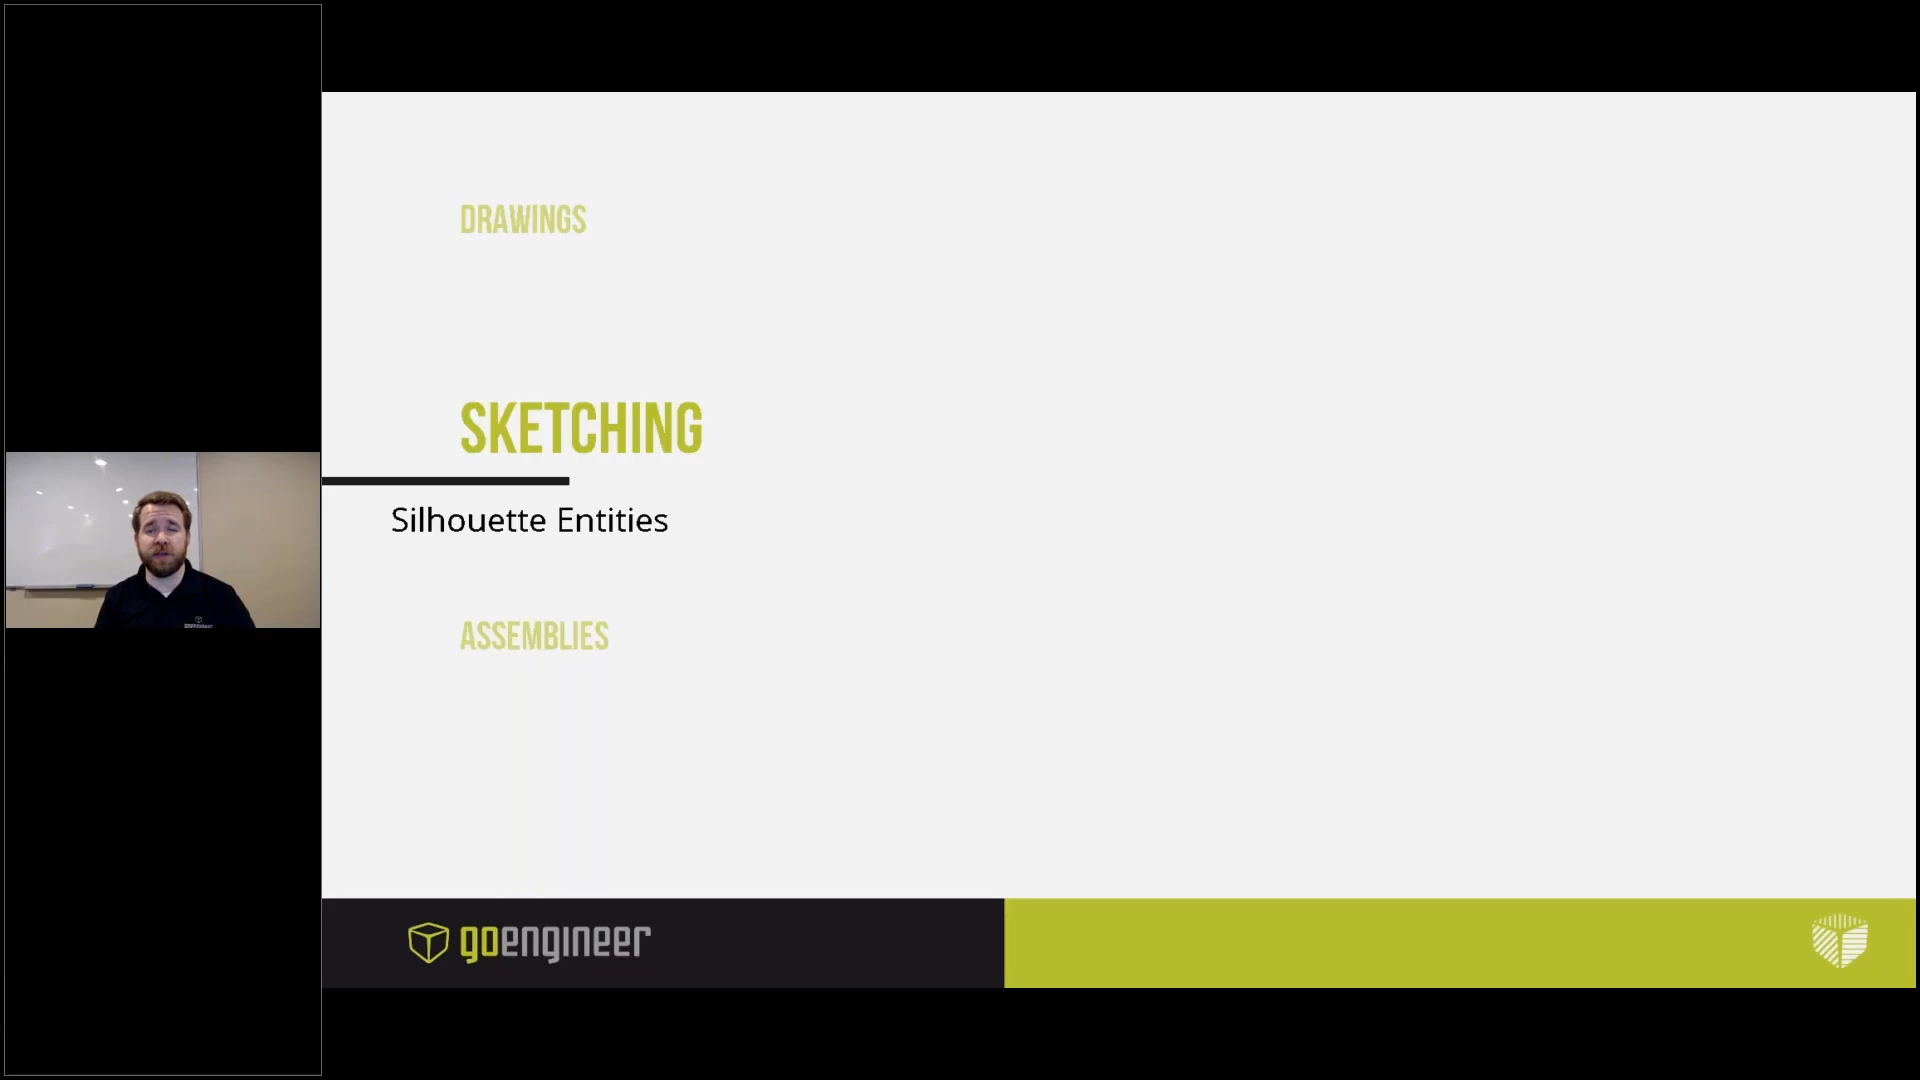 DRAWINGS
SKETCHING
Silhouette Entities
ASSEMBLIES
goengineer